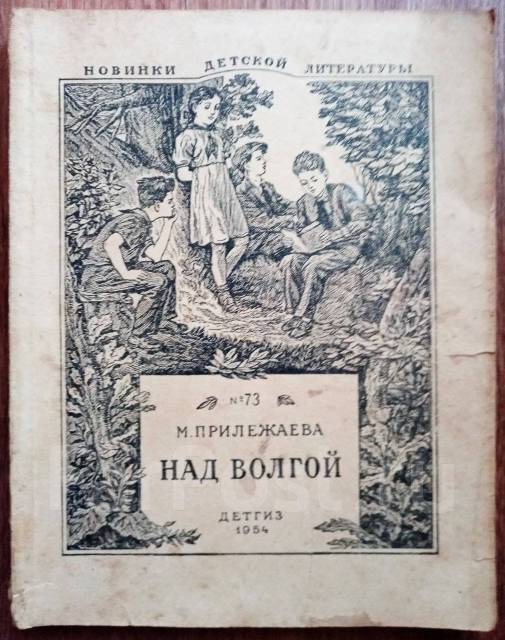 НОВИНКИ ДЕТСКОЙ ЛИТЕРАТУРЫ
№73
М. ПРИЛЕЖАЕВА
НАД ВОЛГОЙ
ДЕТГИЗ
1954